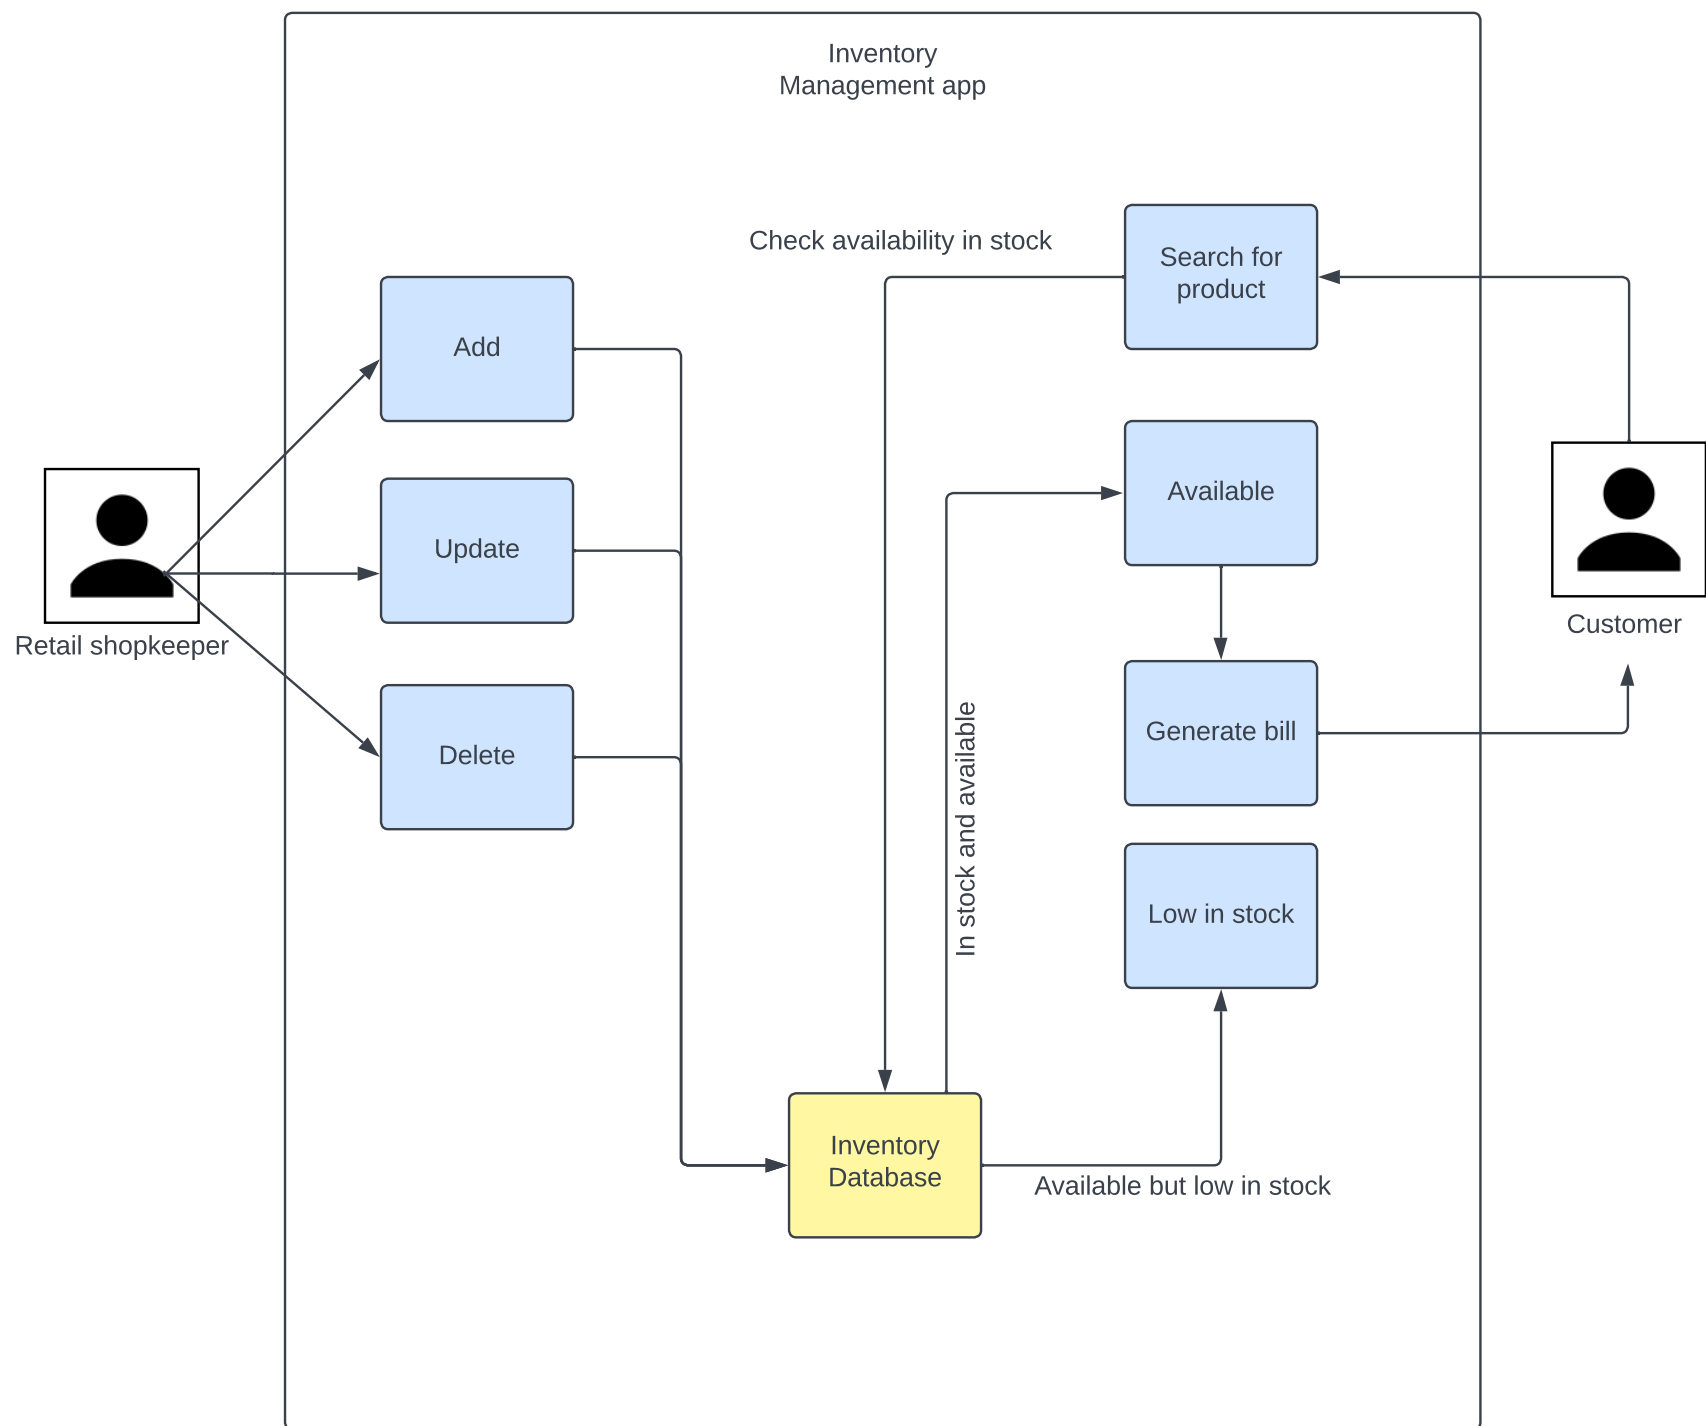 Inventory
Management app
Check availability in stock
Search for
product
Add
Available
Update
Retail shopkeeper
Customer
Delete
Generate bill
In stock and available
Low in stock
Inventory
Database
Available but low in stock